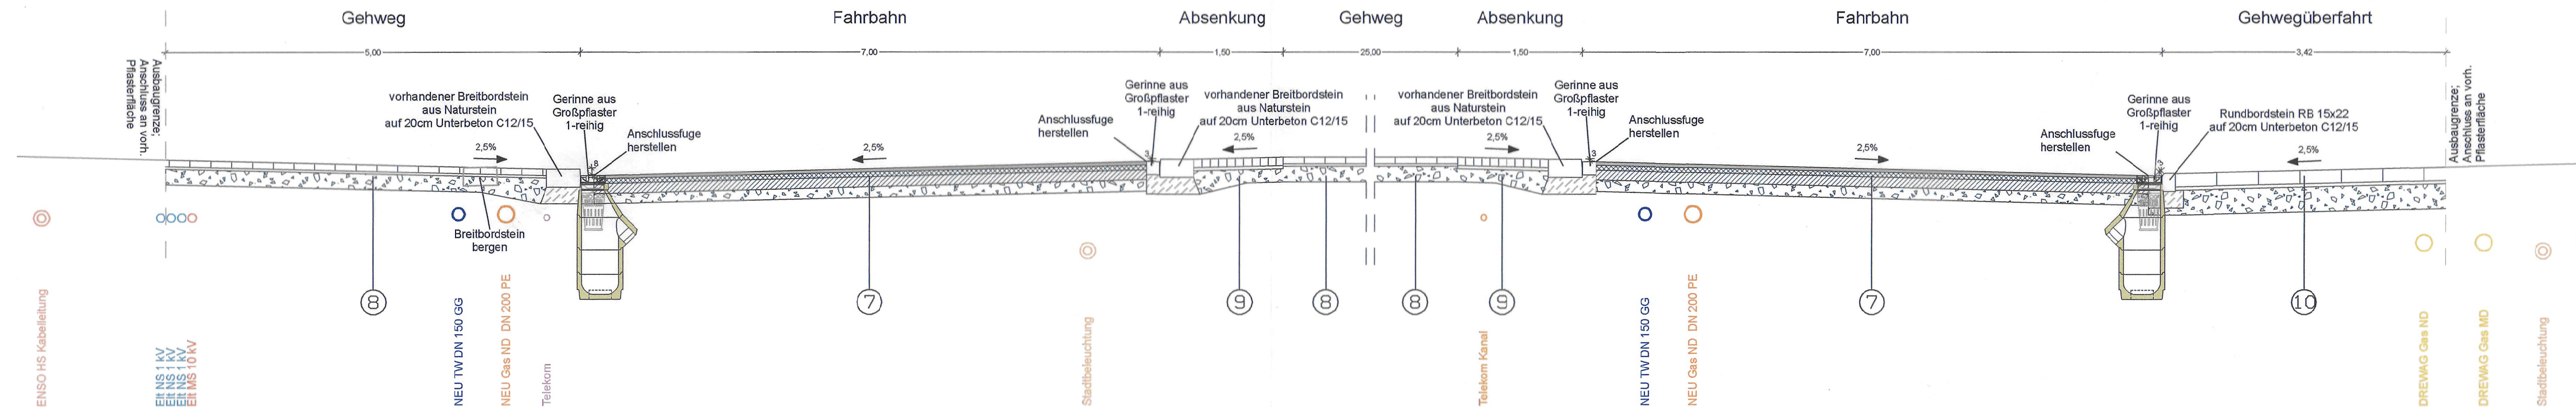 Gehweg
Fahrbahn
Absenkung
Gehweg
Absenkung
Fahrbahn
Gehwegüberfahrt
5,00
7,00
1,50
25,00
1,50
7,00
3,42
Ausbaugrenze;
Anschluss an vorh.
Pflasterfläche
vorhandener Breitbordstein
aus Naturstein
auf 20cm Unterbeton C12/15
Gerinne aus
Großpflaster
1-reihig
Anschlussfuge
herstellen
Anschlussfuge
herstellen
Gerinne aus
Großpflaster
1-reihig
vorhandener Breitbordstein
aus Naturstein
auf 20cm Unterbeton C12/15
vorhandener Breitbordstein
aus Naturstein
auf 20cm Unterbeton C12/15
Gerinne aus
Großpflaster
1-reihig
Anschlussfuge
herstellen
Anschlussfuge
herstellen
Gerinne aus
Großpflaster
1-reihig
Rundbordstein RB 15x22
auf 20cm Unterbeton C12/15
Ausbaugrenze;
Anschluss an vorh.
Pflasterfläche
2,5%
8
2,5%
3
2,5%
2,5%
3
2,5%
3
2,5%
Breitbordstein
bergen
8
7
9
8
8
9
7
10
ENSO HS Kabelleitung
Elt NS 1 kV
Elt NS 1 kV
Elt NS 1 kV
Elt MS 10 kV
NEU TW DN 150 GG
NEU Gas ND DN 200 PE
Telekom
Stadtbeleuchtung
Telekom Kanal
NEU TW DN 150 GG
NEU Gas ND DN 200 PE
DREWAG Gas ND
DREWAG Gas MD
Stadtbeleuchtung